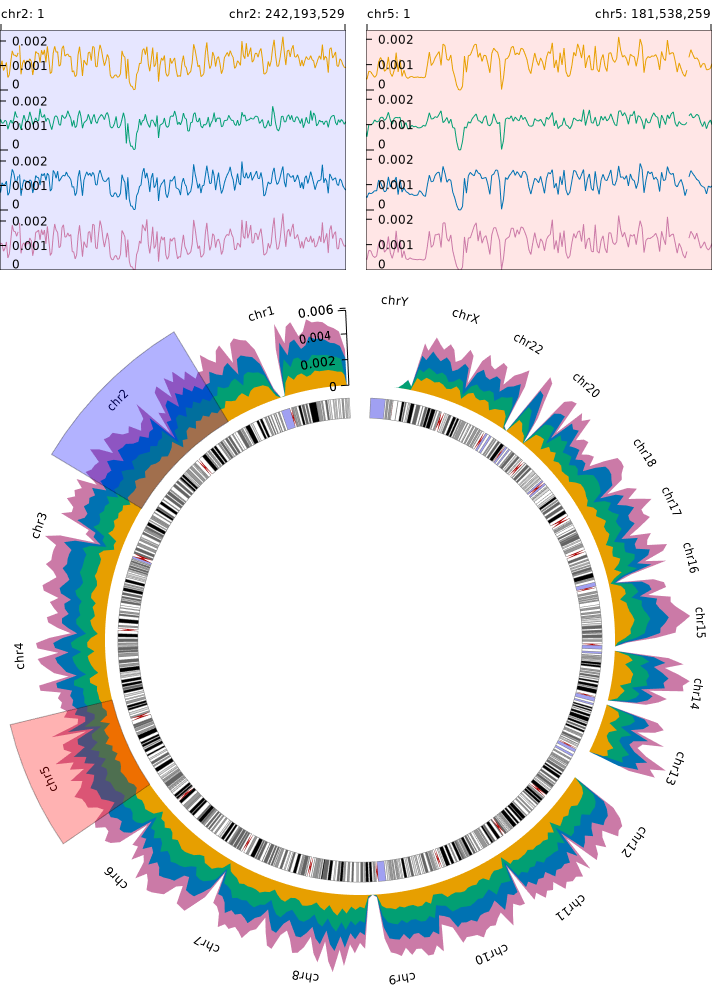 chr2: 1
chr2: 242,193,529
chr5: 1
chr5: 181,538,259
0.002
0.001
0
0.002
0.001
0
0.002
0.001
0
0.002
0.001
0
0.002
0.001
0
0.002
0.001
0
0.002
0.001
0
0.002
0.001
0
0.006
0.004
0.002
0
chr1
chr2
chr3
chr4
chr5
chr6
chr7
chr8
chr9
chr10
chr11
chr12
chr13
chr14
chr15
chr16
chr17
chr18
chr20
chr22
chrX
chrY